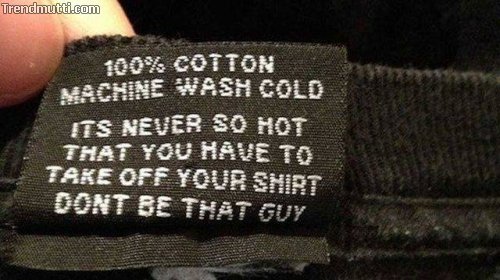 Trendmutti.com
100% COTTON
MACHINE WASH COLD
ITS NEVER SO HOT
THAT YOU HAVE TO
TAKE OFF YOUR SHIRT
DONT BE THAT GUY